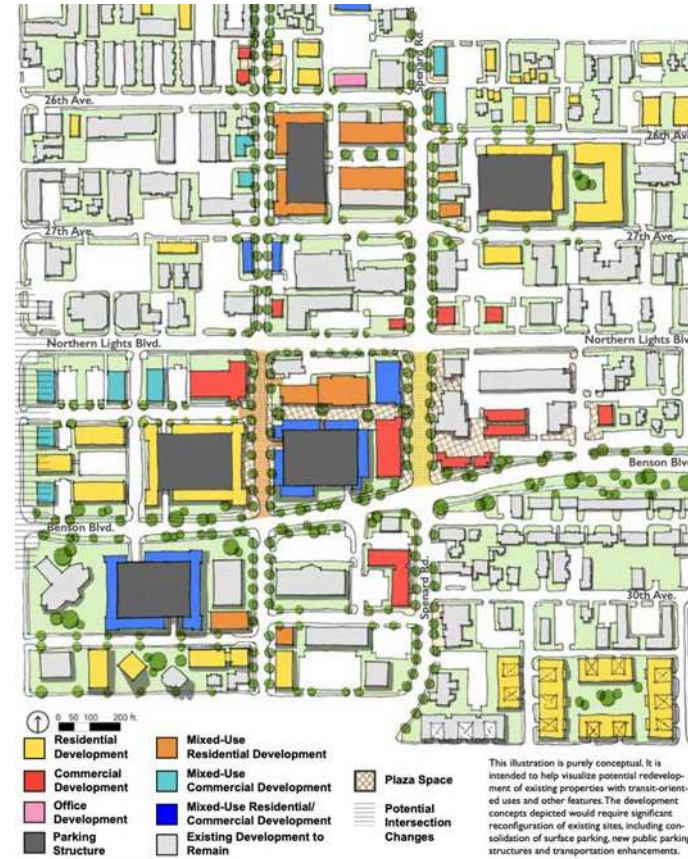 Spenard Rd.
26th Ave.
26th Ave
27th Ave.
27th Ave.
Northern Lights Blvd.
Northern Lights Blv
Benson Blv
Benson Blvd.
Spenard Rd.
30th Ave.
0 50 100 200 ft.
Residential
Development
Commercial
Development
Office
Development
Parking
Structure
Mixed-Use
Residential Development
Mixed-Use
Commercial Development
Mixed-Use Residential/
Commercial Development
Existing Development to
Remain
Plaza Space
Potential
Intersection
Changes
This illustration is purely conceptual. It is
intended to help visualize potential redevelop-
ment of existing properties with transit-orient-
ed uses and other features. The development
concepts depicted would require significant
reconfiguration of existing sites, including con-
solidation of surface parking, new public parking
structures and transportation enhancements.